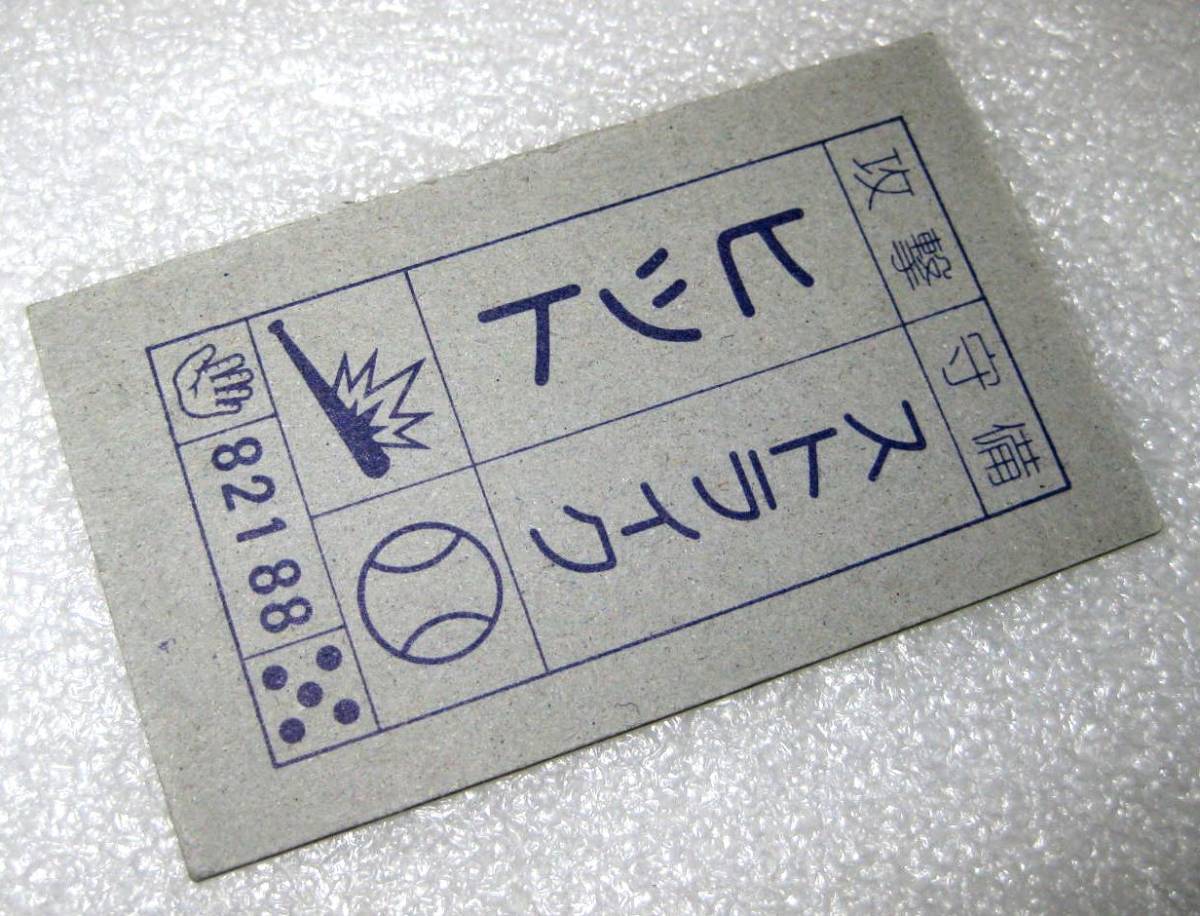 攻撃
守備
ヒット
ストライク
82188